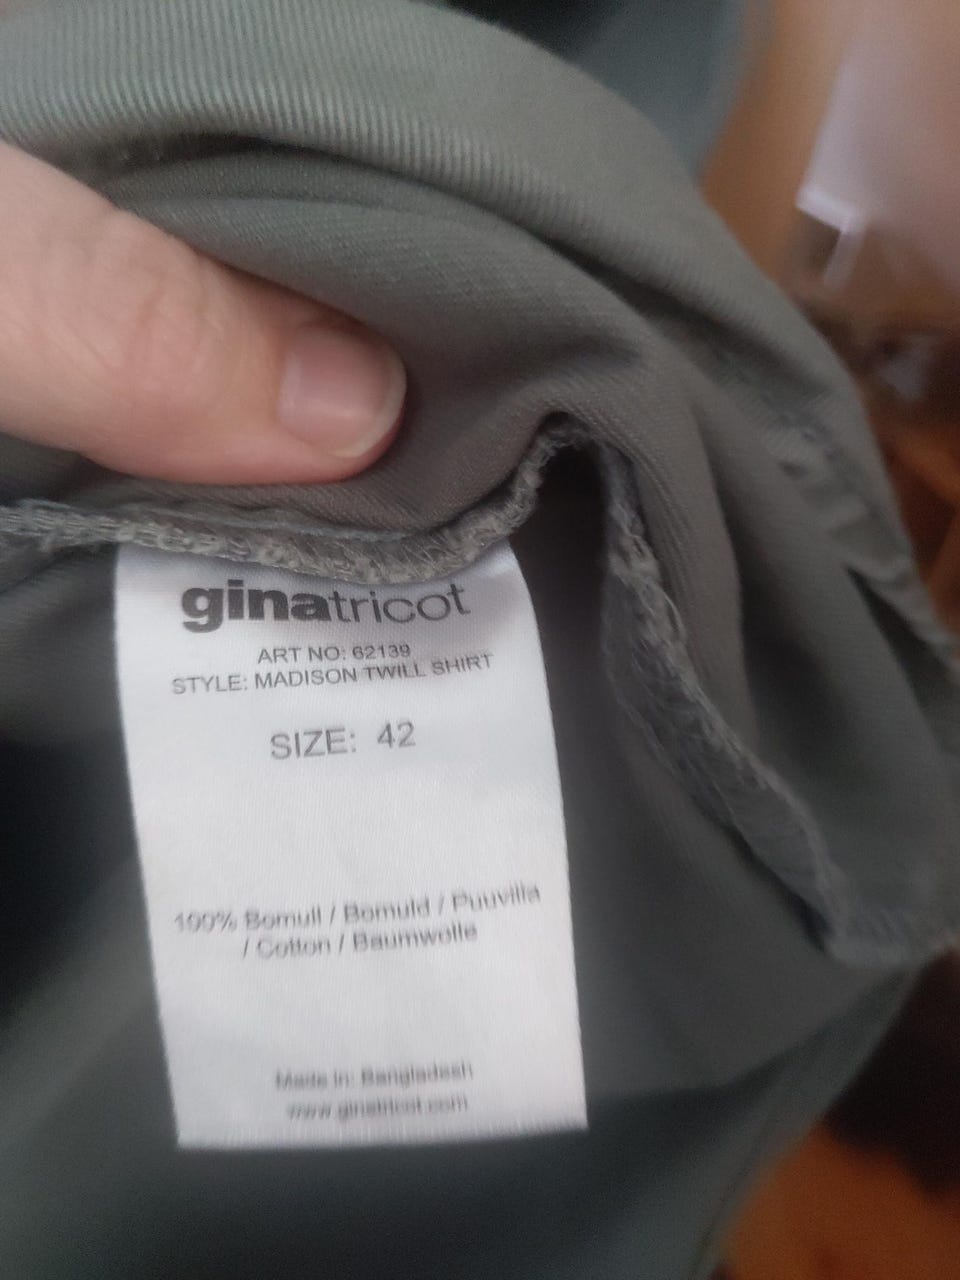 ginatricot
ART NO: 62139
STYLE: MADISON TWILL SHIRT
SIZE: 42
100% Bomull / Bomuld / Puuvilla
/ Cotton / Baumwolle
Made in: Bangladesh
www.ginatricot.com